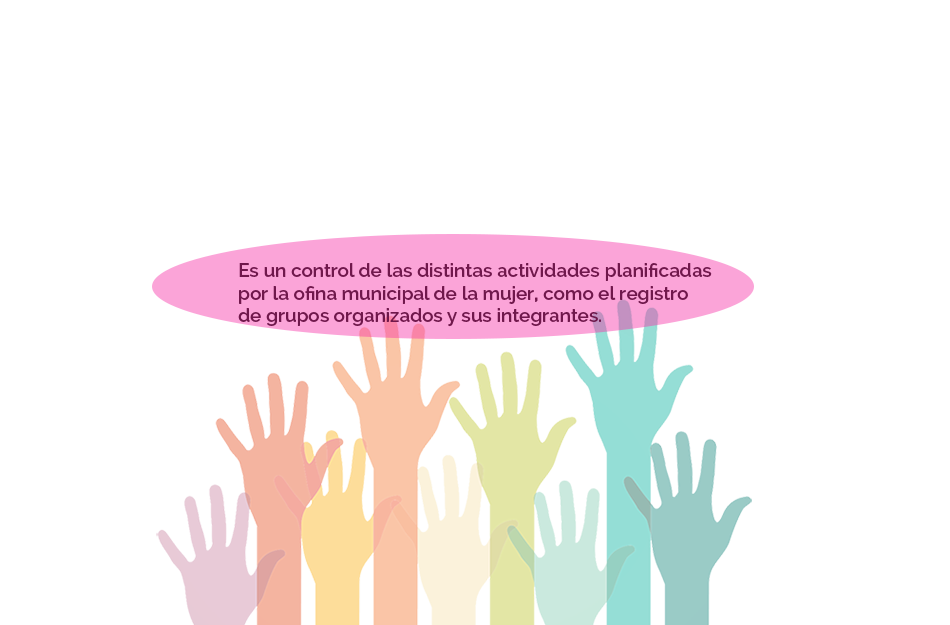 Es un control de las distintas actividades planificadas
por la ofina municipal de la mujer, como el registro
de grupos organizados y sus integrantes.